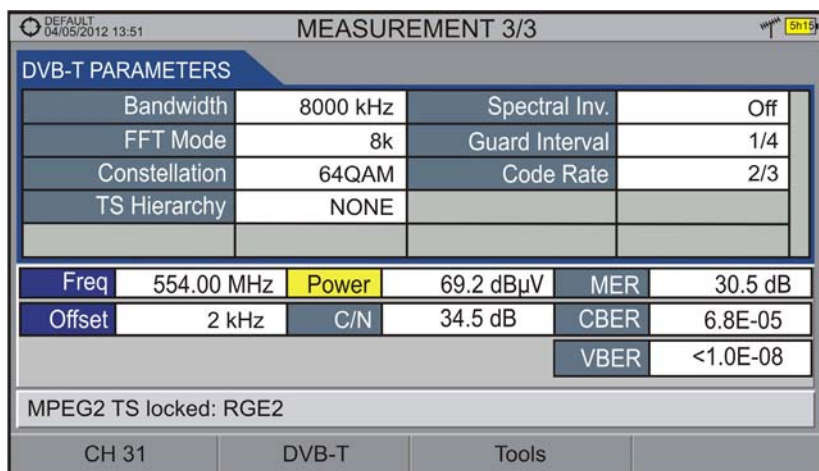 DEFAULT
04/05/2012 13:51
MEASUREMENT 3/3
5h15
DVB-T PARAMETERS
Bandwidth 8000 kHz Spectral Inv. Off
FFT Mode 8k Guard Interval 1/4
Constellation 64QAM Code Rate 2/3
TS Hierarchy NONE
Freq 554.00 MHz Power 69.2 dBµV MER 30.5 dB
Offset 2 kHz C/N 34.5 dB CBER 6.8E-05
VBER <1.0E-08
MPEG2 TS locked: RGE2
CH 31 DVB-T Tools